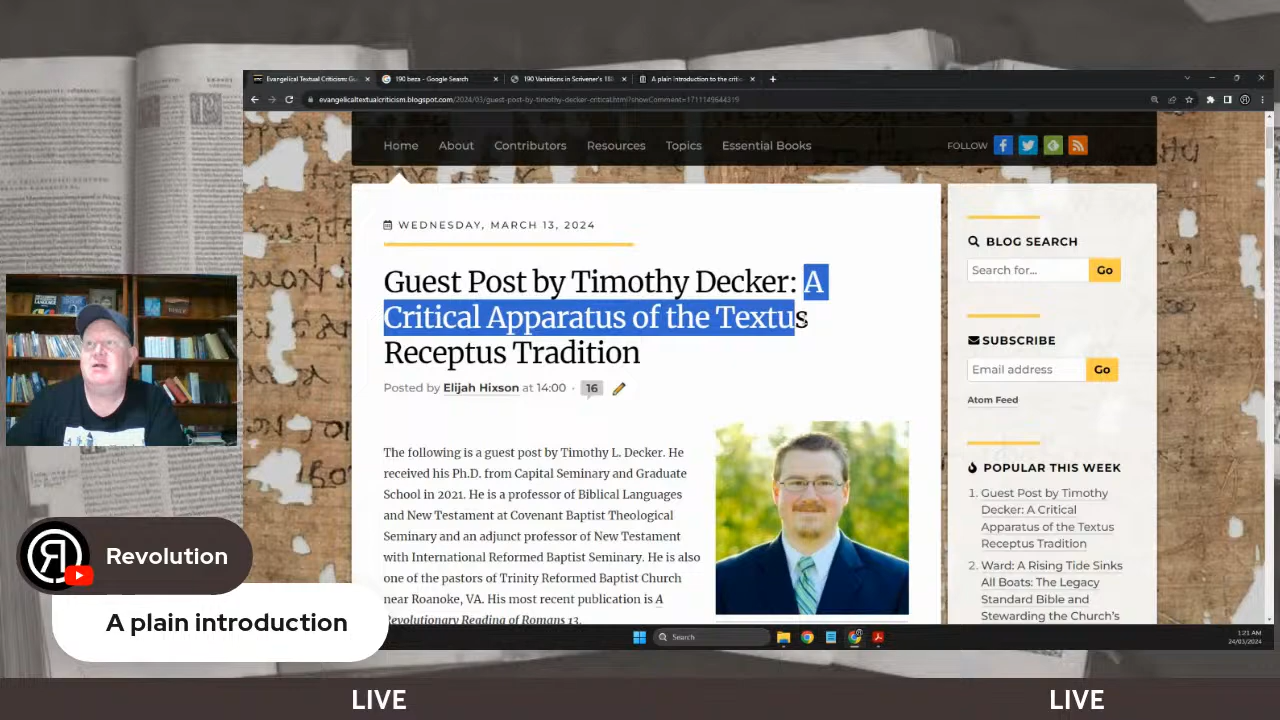 Evangelical Textual Criticism: Gu
190 beza - Google Search
190 Variations in Scrivener's 188
A plain introduction to the criti
evangelicaltextualcriticism.blogspot.com/2024/03/guest-post-by-timothy-decker-critical.html?showComment=1711149644319
Home About Contributors Resources Topics Essential Books
FOLLOW
WEDNESDAY, MARCH 13, 2024
Guest Post by Timothy Decker: A
Critical Apparatus of the Textus
Receptus Tradition
Posted by Elijah Hixson at 14:00 · 16
The following is a guest post by Timothy L. Decker. He
received his Ph.D. from Capital Seminary and Graduate
School in 2021. He is a professor of Biblical Languages
and New Testament at Covenant Baptist Theological
Seminary and an adjunct professor of New Testament
with International Reformed Baptist Seminary. He is also
one of the pastors of Trinity Reformed Baptist Church
near Roanoke, VA. His most recent publication is A
Revolutionary Reading of Romans 13.
BLOG SEARCH
Search for...
Go
SUBSCRIBE
Email address
Go
Atom Feed
POPULAR THIS WEEK
1. Guest Post by Timothy
Decker: A Critical
Apparatus of the Textus
Receptus Tradition
2. Ward: A Rising Tide Sinks
All Boats: The Legacy
Standard Bible and
Stewarding the Church's
Search
1:21 AM
24/03/2024
Revolution
A plain introduction
LIVE
LIVE